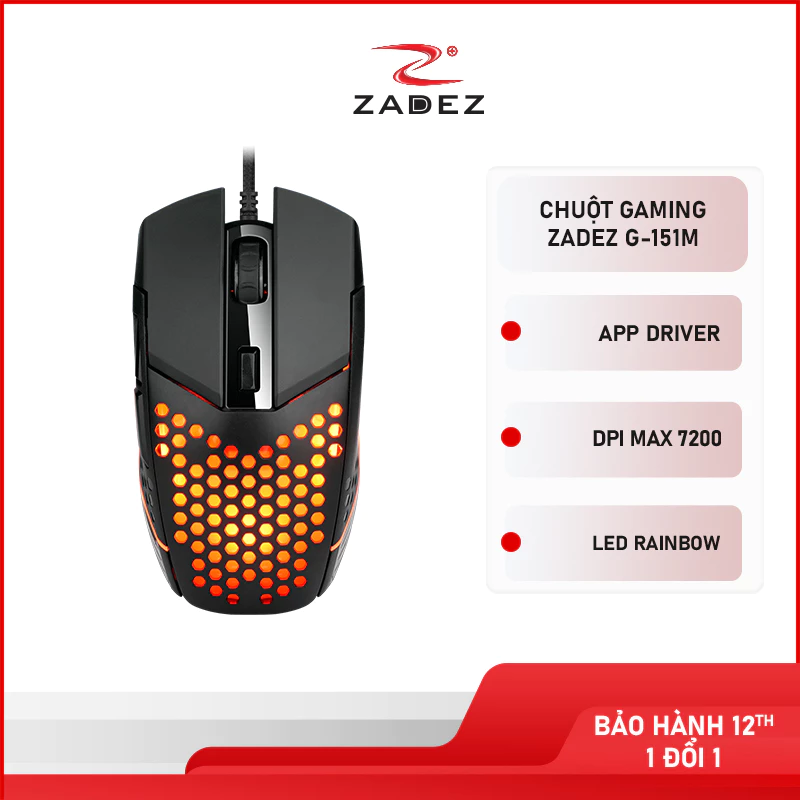 ZADEZ
CHUỘT GAMING
ZADEZ G-151M
APP DRIVER
DPI MAX 7200
LED RAINBOW
BẢO HÀNH 12TH
1 ĐỔI 1